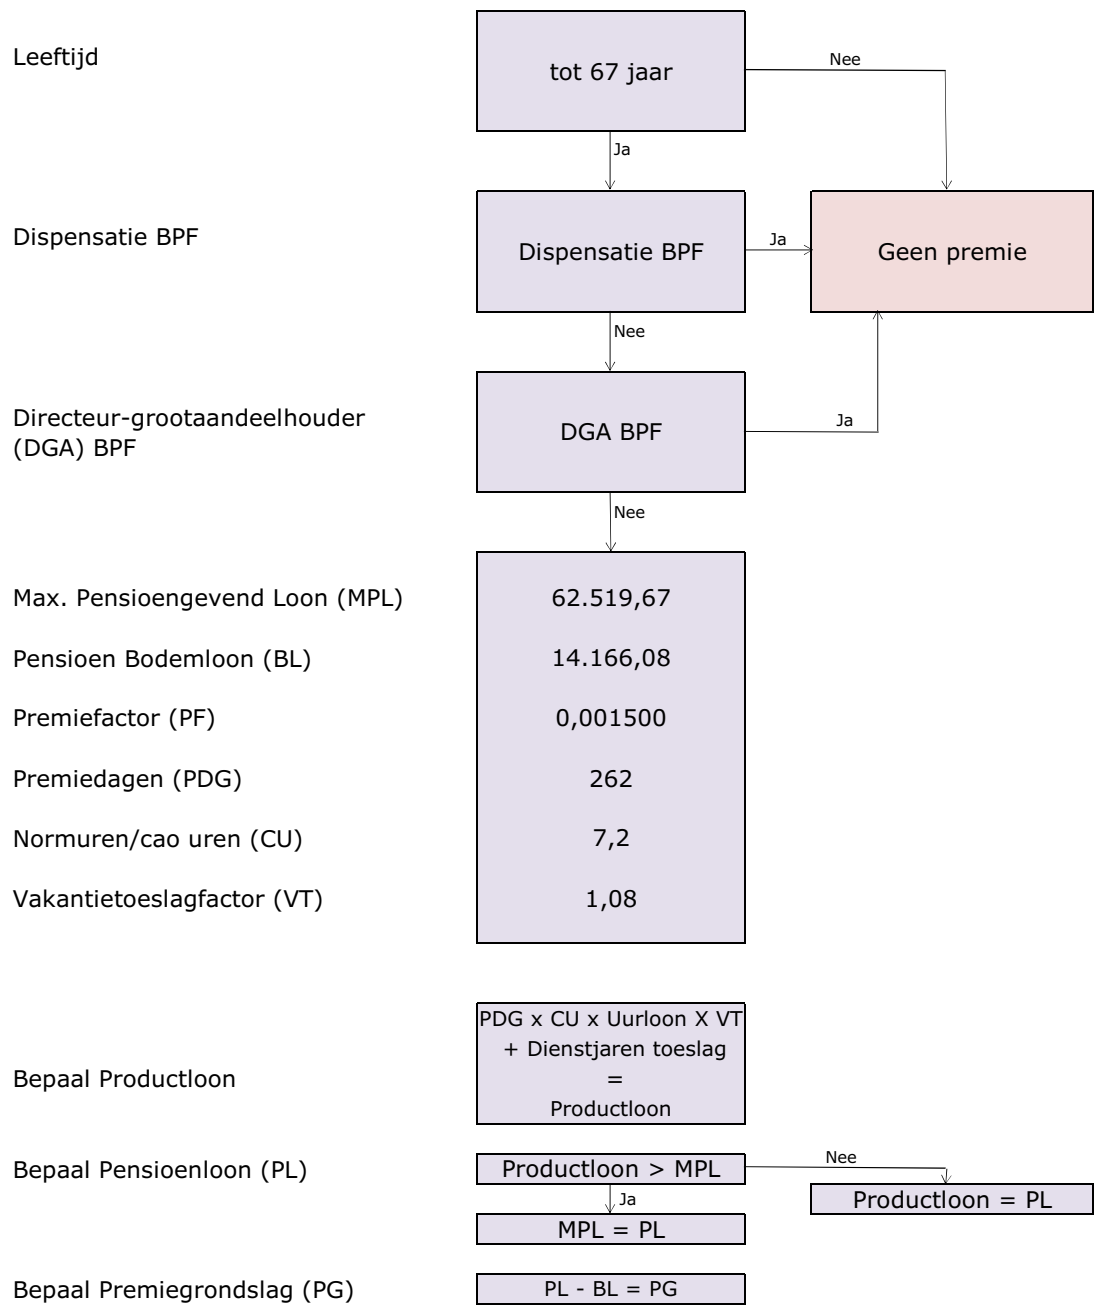 Leeftijd
tot 67 jaar
Nee
Ja
Dispensatie BPF
Dispensatie BPF
Ja
Geen premie
Nee
Directeur-grootaandeelhouder
(DGA) BPF
DGA BPF
Ja
Nee
Max. Pensioengevend Loon (MPL)
62.519,67
Pensioen Bodemloon (BL)
14.166,08
Premiefactor (PF)
0,001500
Premiedagen (PDG)
262
Normuren/cao uren (CU)
7,2
Vakantietoeslagfactor (VT)
1,08
Bepaal Productloon
PDG x CU x Uurloon X VT
+ Dienstjaren toeslag
=
Productloon
Bepaal Pensioenloon (PL)
Productloon > MPL
Nee
Productloon = PL
Ja
MPL = PL
Bepaal Premiegrondslag (PG)
PL - BL = PG